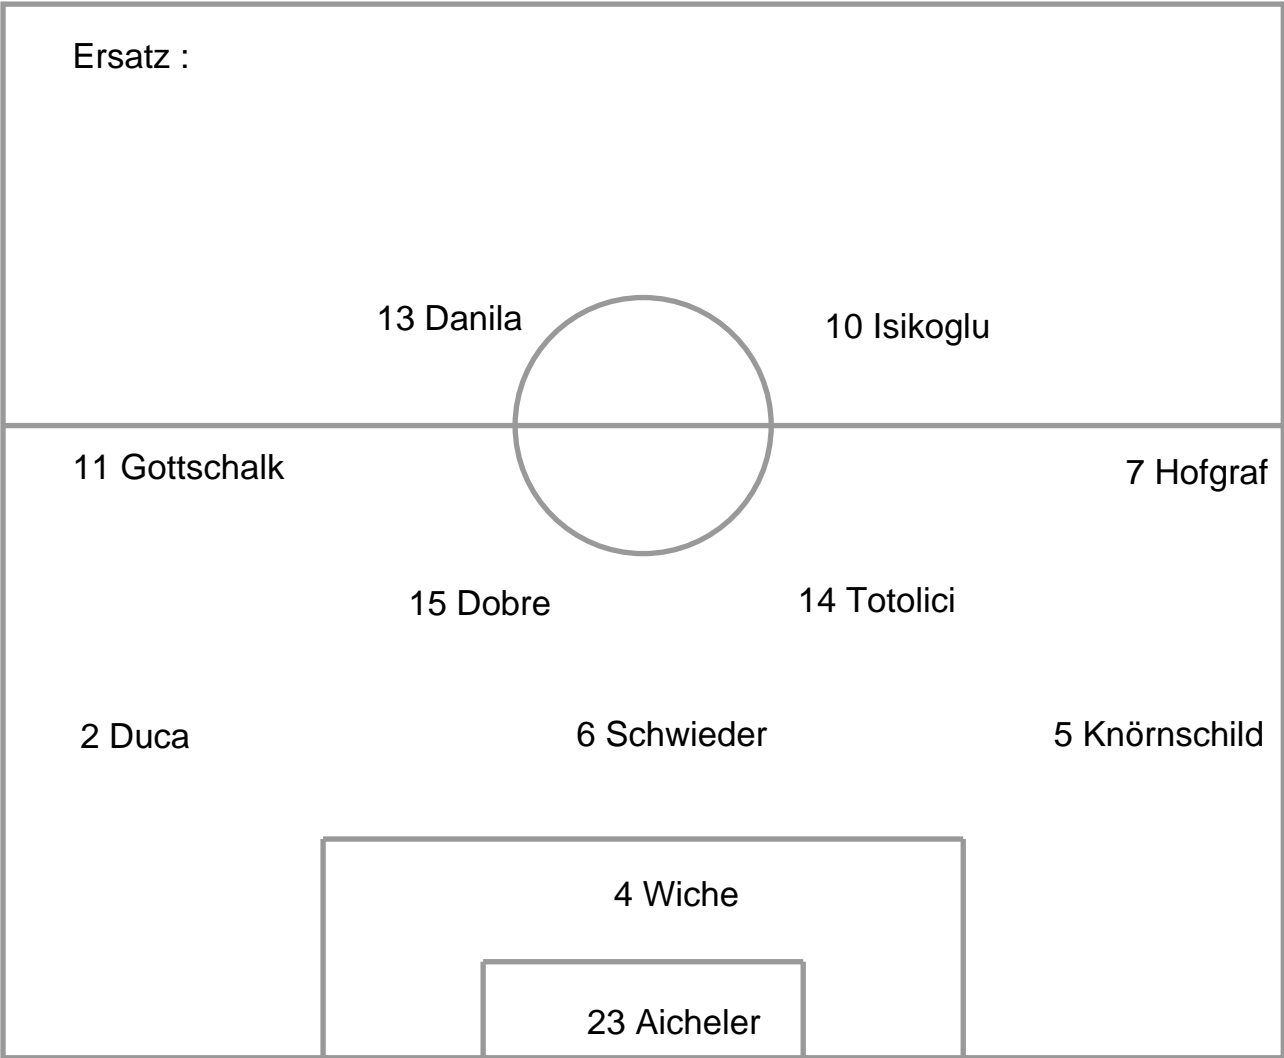 Ersatz :
13 Danila
10 Isikoglu
11 Gottschalk
7 Hofgraf
15 Dobre
14 Totolici
2 Duca
6 Schwieder
5 Knörnschild
4 Wiche
23 Aicheler